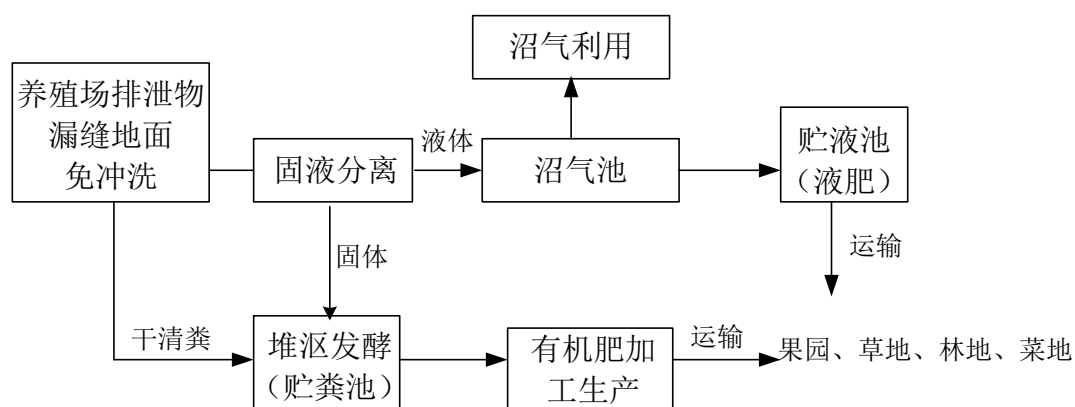 沼气利用
养殖场排泄物
漏缝地面
免冲洗
固液分离
液体
沼气池
贮液池
（液肥）
运输
固体
干清粪
堆沤发酵
（贮粪池）
有机肥加
工生产
运输
果园、草地、林地、菜地